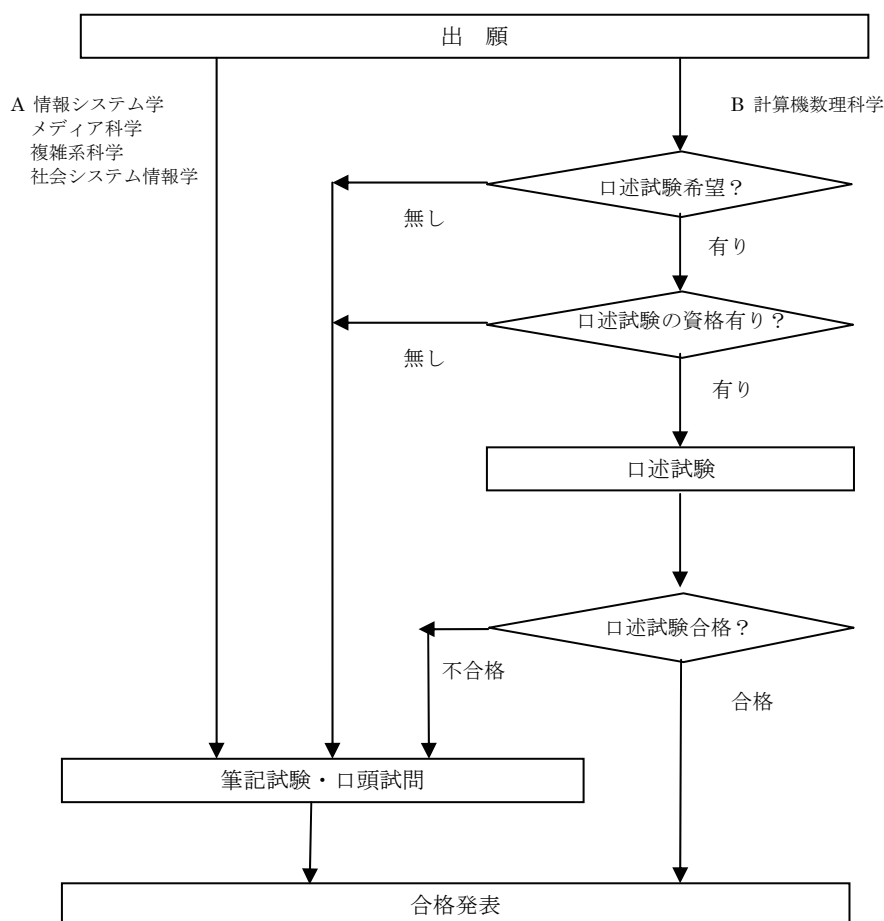 出 願
A 情報システム学
メディア科学
複雑系科学
社会システム情報学
B 計算機数理科学
口述試験希望?
無し
有り
口述試験の資格有り?
無し
有り
口述試験
口述試験合格?
不合格
合格
筆記試験・口頭試問
合格発表